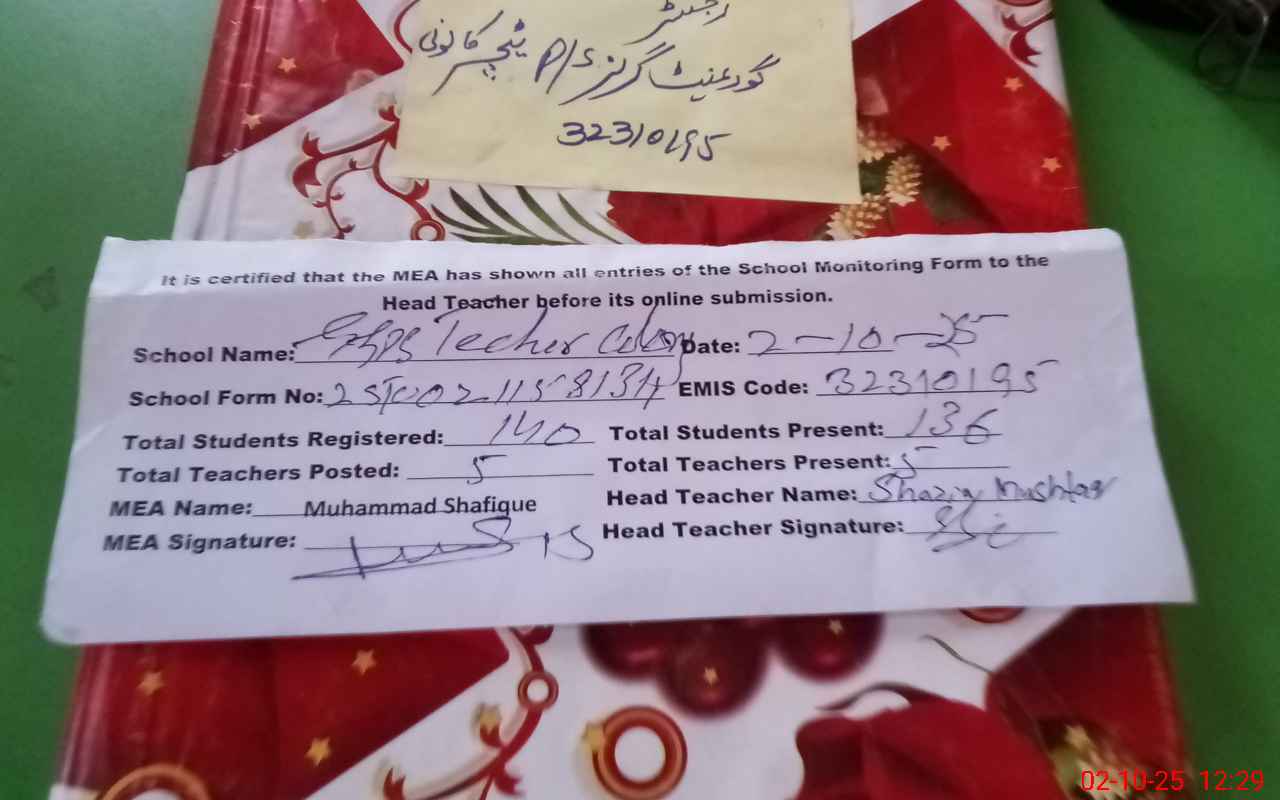 رجسٹر
گورنمنٹ گرلز P/S ٹیچر کالونی
32310195
It is certified that the MEA has shown all entries of the School Monitoring Form to the
Head Teacher before its online submission.
School Name: GGPS Techer Colony Date: 2-10-25
School Form No: EMIS Code: 32310195
Total Students Registered: 140 Total Students Present: 136
Total Teachers Posted: 5 Total Teachers Present: 5
MEA Name: Muhammad Shafique Head Teacher Name: Shazia Mushtaq
MEA Signature: Head Teacher Signature:
02-10-25 12:29